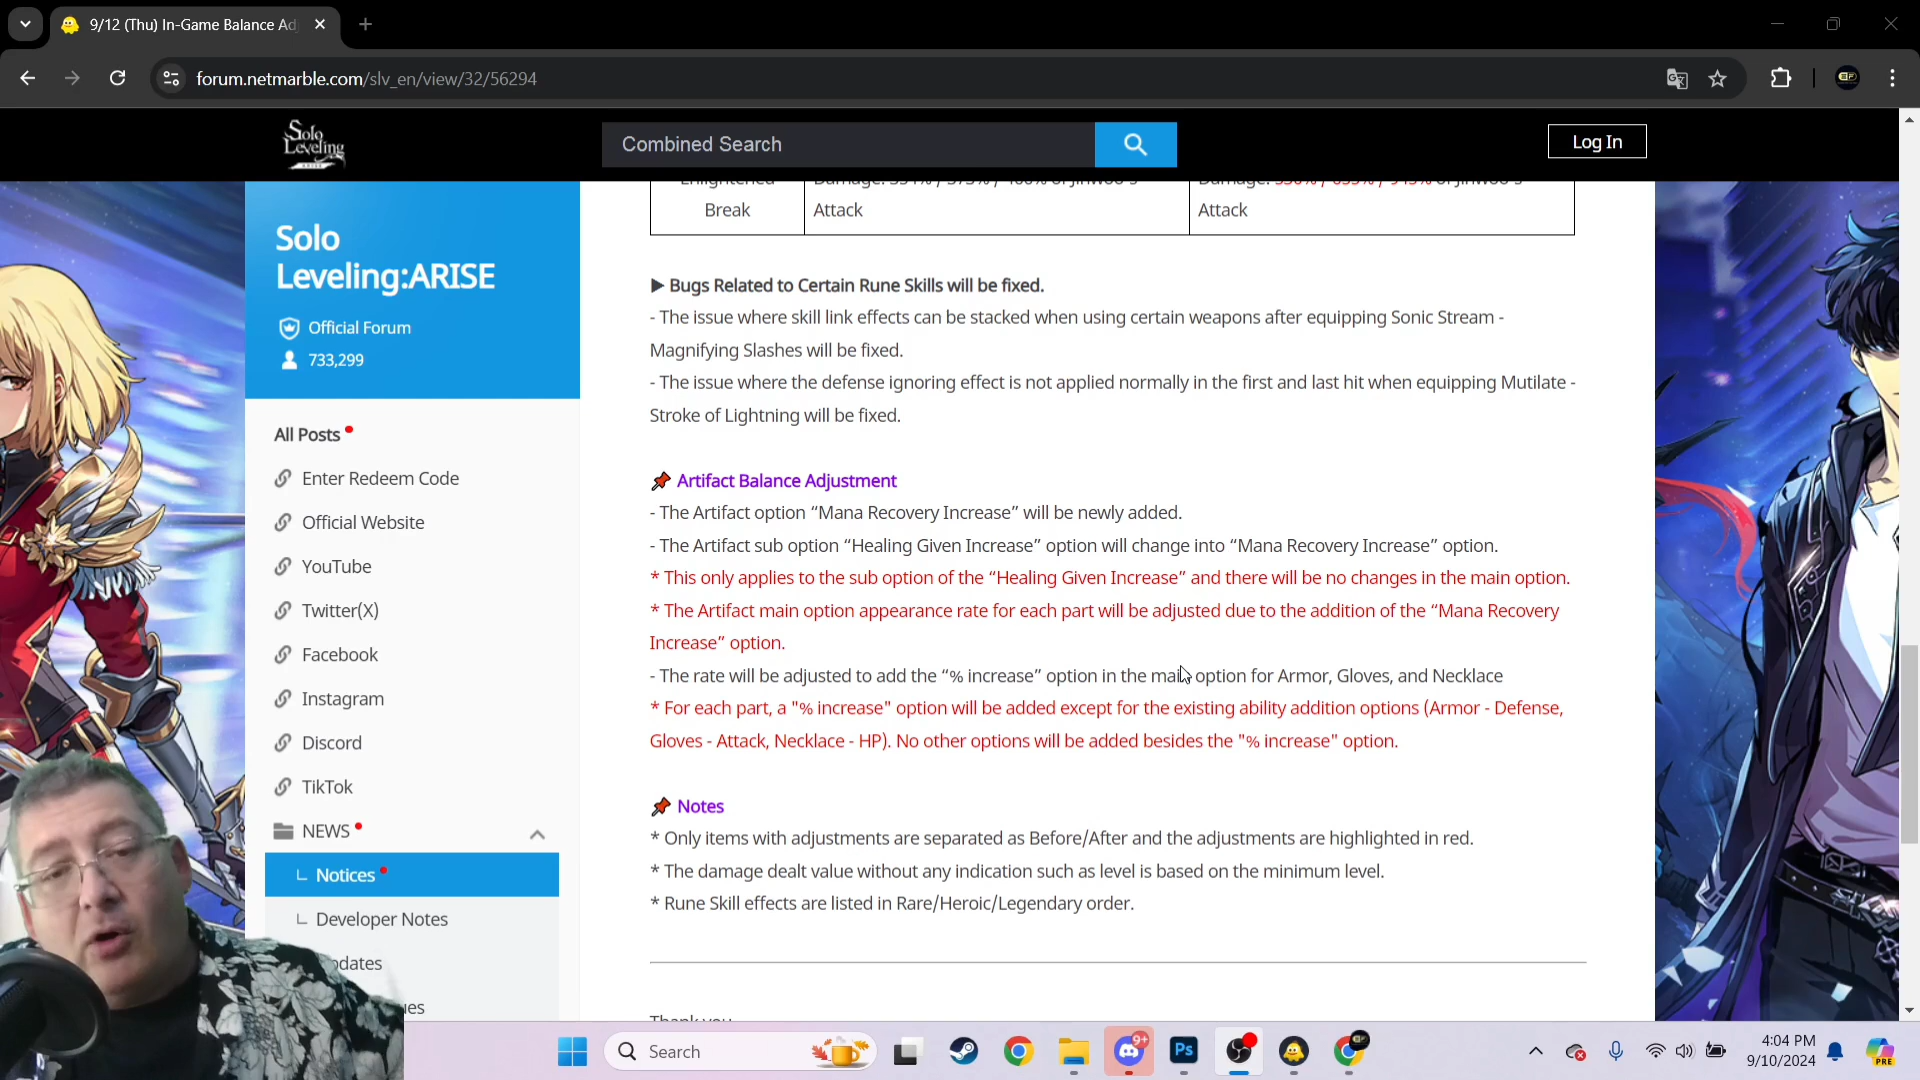 9/12 (Thu) In-Game Balance Ad
forum.netmarble.com/slv_en/view/32/56294
Solo
Leveling
ARISE
Combined Search
Log In
Solo
Leveling:ARISE
Official Forum
733,299
All Posts
Enter Redeem Code
Official Website
YouTube
Twitter(X)
Facebook
Instagram
Discord
TikTok
NEWS
Notices
Developer Notes
Break
Attack
Attack
▶ Bugs Related to Certain Rune Skills will be fixed.
- The issue where skill link effects can be stacked when using certain weapons after equipping Sonic Stream -
Magnifying Slashes will be fixed.
- The issue where the defense ignoring effect is not applied normally in the first and last hit when equipping Mutilate -
Stroke of Lightning will be fixed.
📌 Artifact Balance Adjustment
- The Artifact option “Mana Recovery Increase” will be newly added.
- The Artifact sub option “Healing Given Increase” option will change into “Mana Recovery Increase” option.
* This only applies to the sub option of the “Healing Given Increase” and there will be no changes in the main option.
* The Artifact main option appearance rate for each part will be adjusted due to the addition of the “Mana Recovery
Increase” option.
- The rate will be adjusted to add the “% increase” option in the main option for Armor, Gloves, and Necklace
* For each part, a "% increase" option will be added except for the existing ability addition options (Armor - Defense,
Gloves - Attack, Necklace - HP). No other options will be added besides the "% increase" option.
📌 Notes
* Only items with adjustments are separated as Before/After and the adjustments are highlighted in red.
* The damage dealt value without any indication such as level is based on the minimum level.
* Rune Skill effects are listed in Rare/Heroic/Legendary order.
Search
9+
Ps
4:04 PM
9/10/2024
PRE